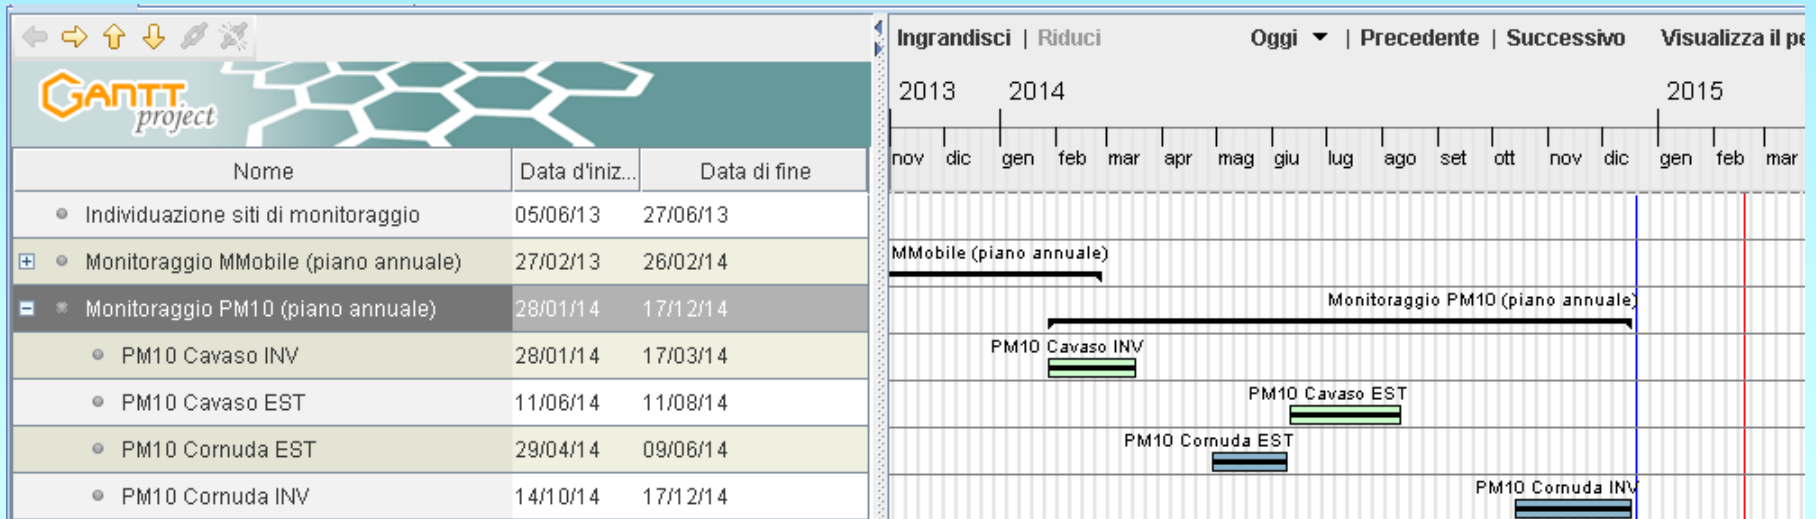 Ingrandisci | Riduci Oggi | Precedente | Successivo Visualizza il pe
GANTT
project
2013 2014 2015
nov dic gen feb mar apr mag giu lug ago set ott nov dic gen feb mar
Nome Data d'iniz... Data di fine
Individuazione siti di monitoraggio 05/06/13 27/06/13
Monitoraggio MMobile (piano annuale) 27/02/13 26/02/14
MMobile (piano annuale)
Monitoraggio PM10 (piano annuale) 28/01/14 17/12/14
Monitoraggio PM10 (piano annuale)
PM10 Cavaso INV 28/01/14 17/03/14
PM10 Cavaso INV
PM10 Cavaso EST 11/06/14 11/08/14
PM10 Cavaso EST
PM10 Cornuda EST 29/04/14 09/06/14
PM10 Cornuda EST
PM10 Cornuda INV 14/10/14 17/12/14
PM10 Cornuda INV